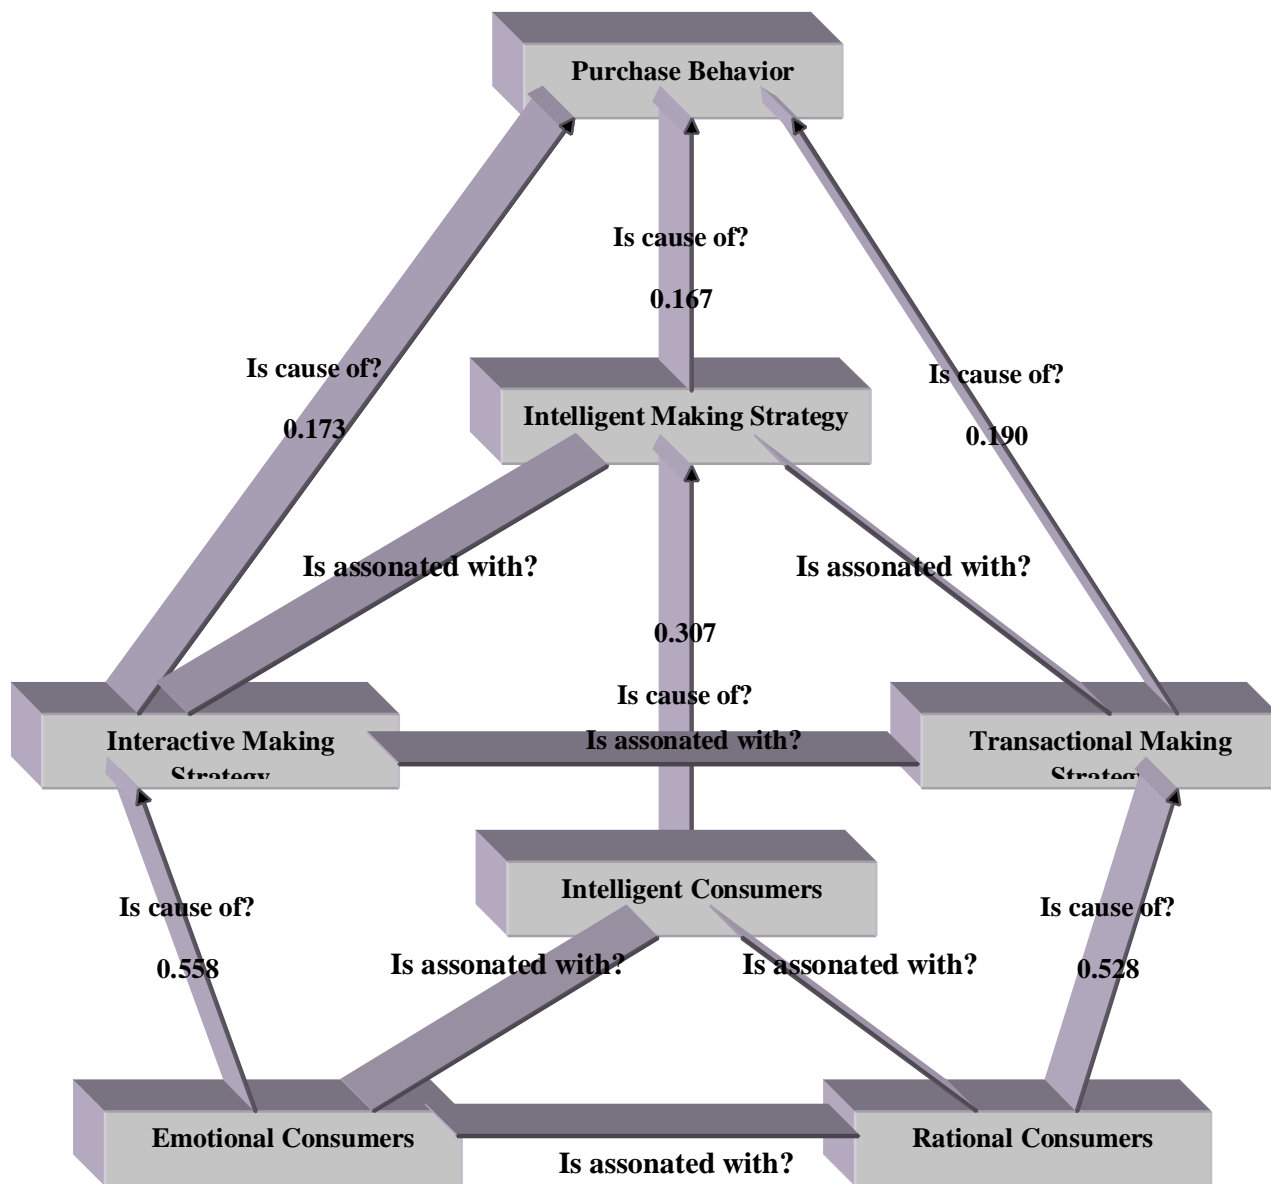 Purchase Behavior
Is cause of?
0.167
Is cause of?
0.173
Is cause of?
0.190
Intelligent Making Strategy
Is assonated with?
Is assonated with?
0.307
Is cause of?
Is assonated with?
Interactive Making
Strategy
Transactional Making
Strategy
Intelligent Consumers
Is cause of?
0.558
Is cause of?
0.528
Is assonated with?
Is assonated with?
Emotional Consumers
Rational Consumers
Is assonated with?